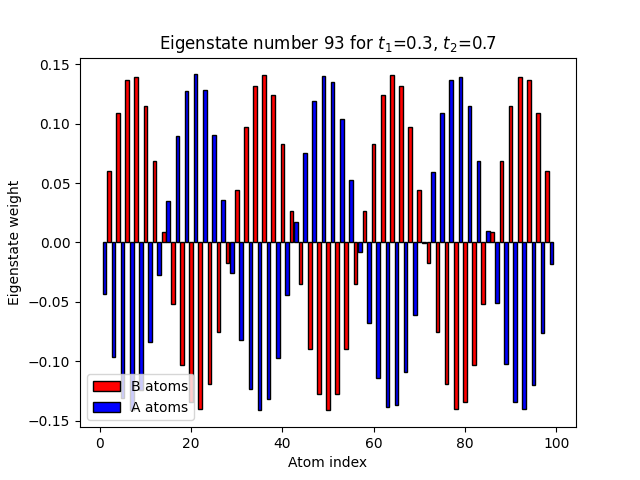 Eigenstate number 93 for t₁=0.3, t₂=0.7
Eigenstate weight
0.15
0.10
0.05
0.00
−0.05
−0.10
−0.15
B atoms
A atoms
0 20 40 60 80 100
Atom index